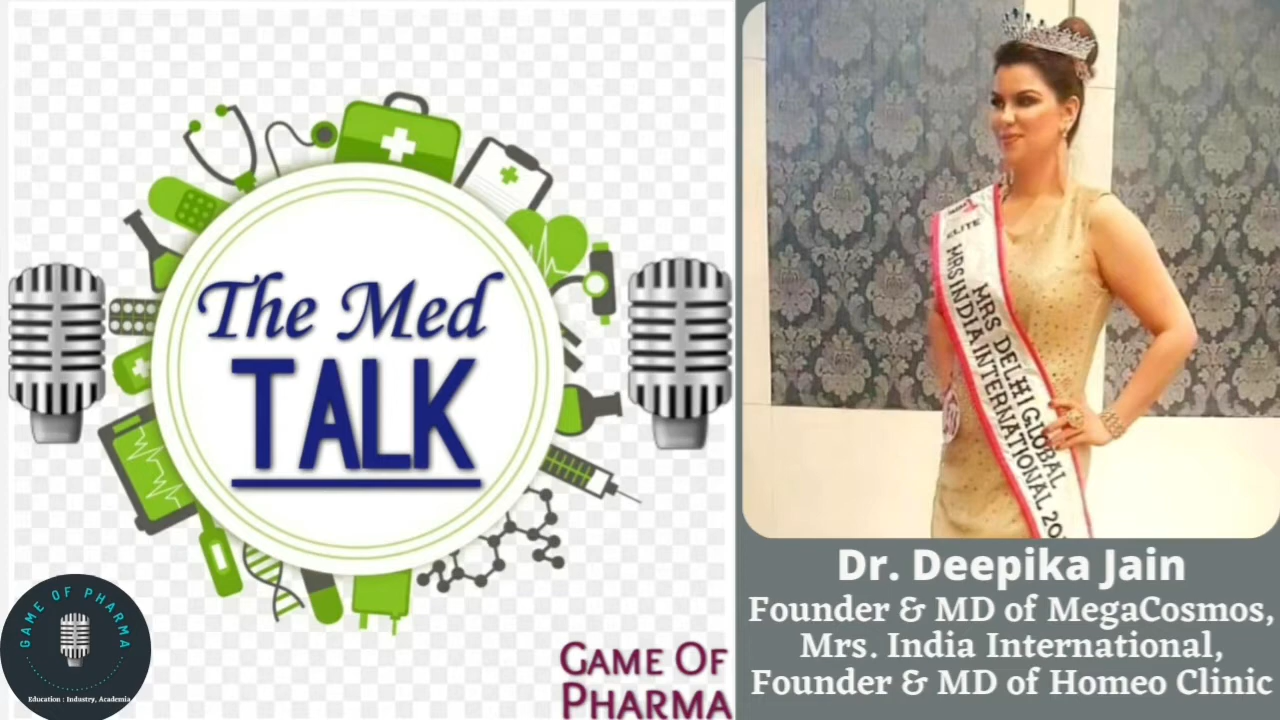 The Med
TALK
GAME OF PHARMA
Education : Industry, Academia
GAME OF
PHARMA
ELITE
MRS DELHI GLOBAL
MRS INDIA INTERNATIONAL
Dr. Deepika Jain
Founder & MD of MegaCosmos,
Mrs. India International,
Founder & MD of Homeo Clinic